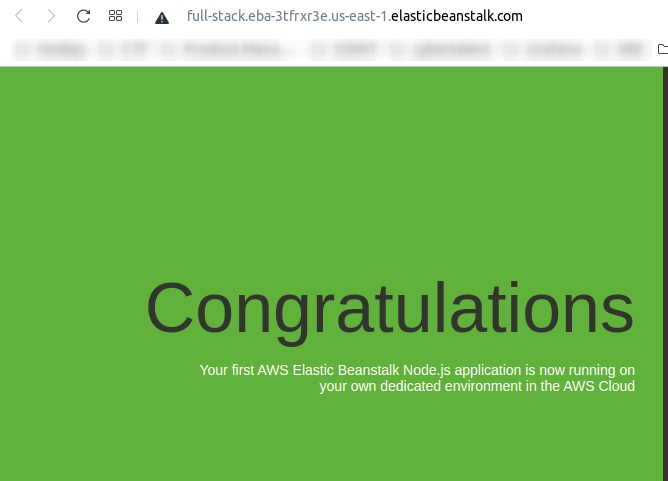 full-stack.eba-3tfrxr3e.us-east-1.elasticbeanstalk.com
Congratulations
Your first AWS Elastic Beanstalk Node.js application is now running on
your own dedicated environment in the AWS Cloud